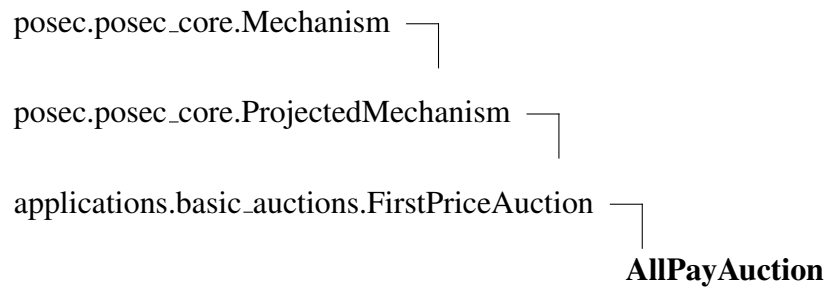 posec.posec_core.Mechanism
posec.posec_core.ProjectedMechanism
applications.basic_auctions.FirstPriceAuction
AllPayAuction